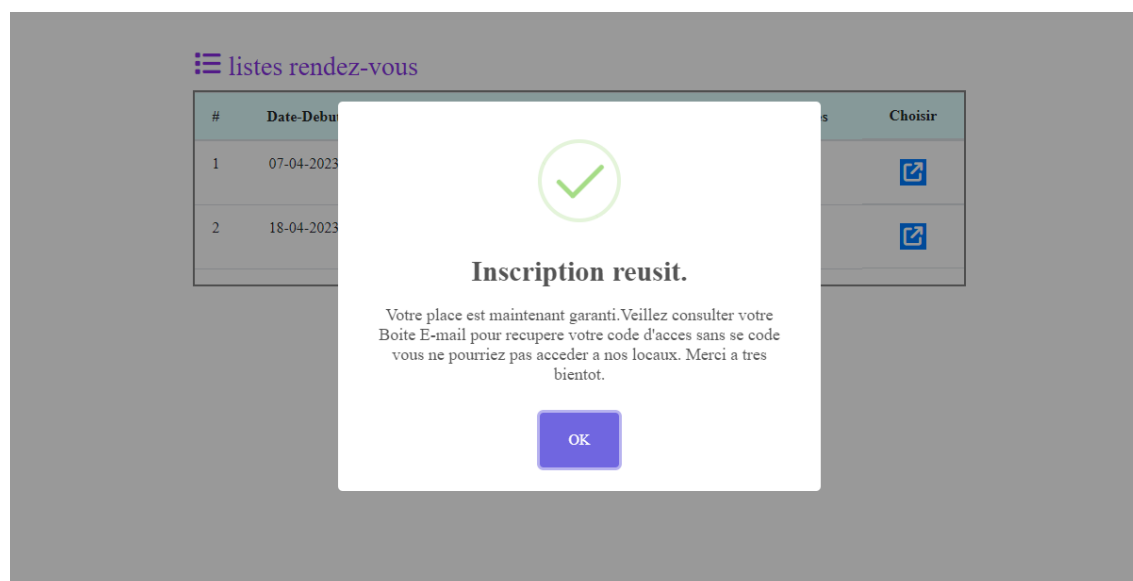 listes rendez-vous
# Date-Debu s Choisir
1 07-04-2023
2 18-04-2023
Inscription reusit.
Votre place est maintenant garanti.Veillez consulter votre
Boite E-mail pour recupere votre code d'acces sans se code
vous ne pourriez pas acceder a nos locaux. Merci a tres
bientot.
OK